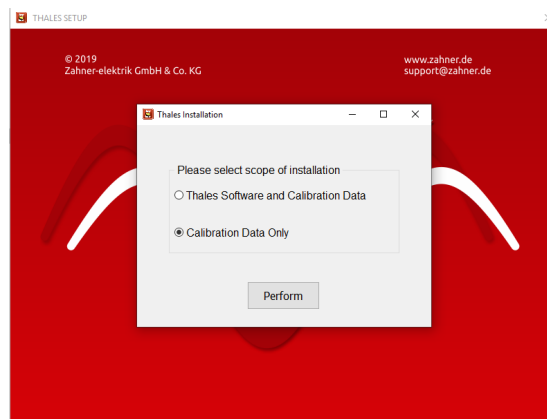 THALES SETUP
© 2019
Zahner-elektrik GmbH & Co. KG
www.zahner.de
support@zahner.de
Thales Installation
Please select scope of installation
Thales Software and Calibration Data
Calibration Data Only
Perform